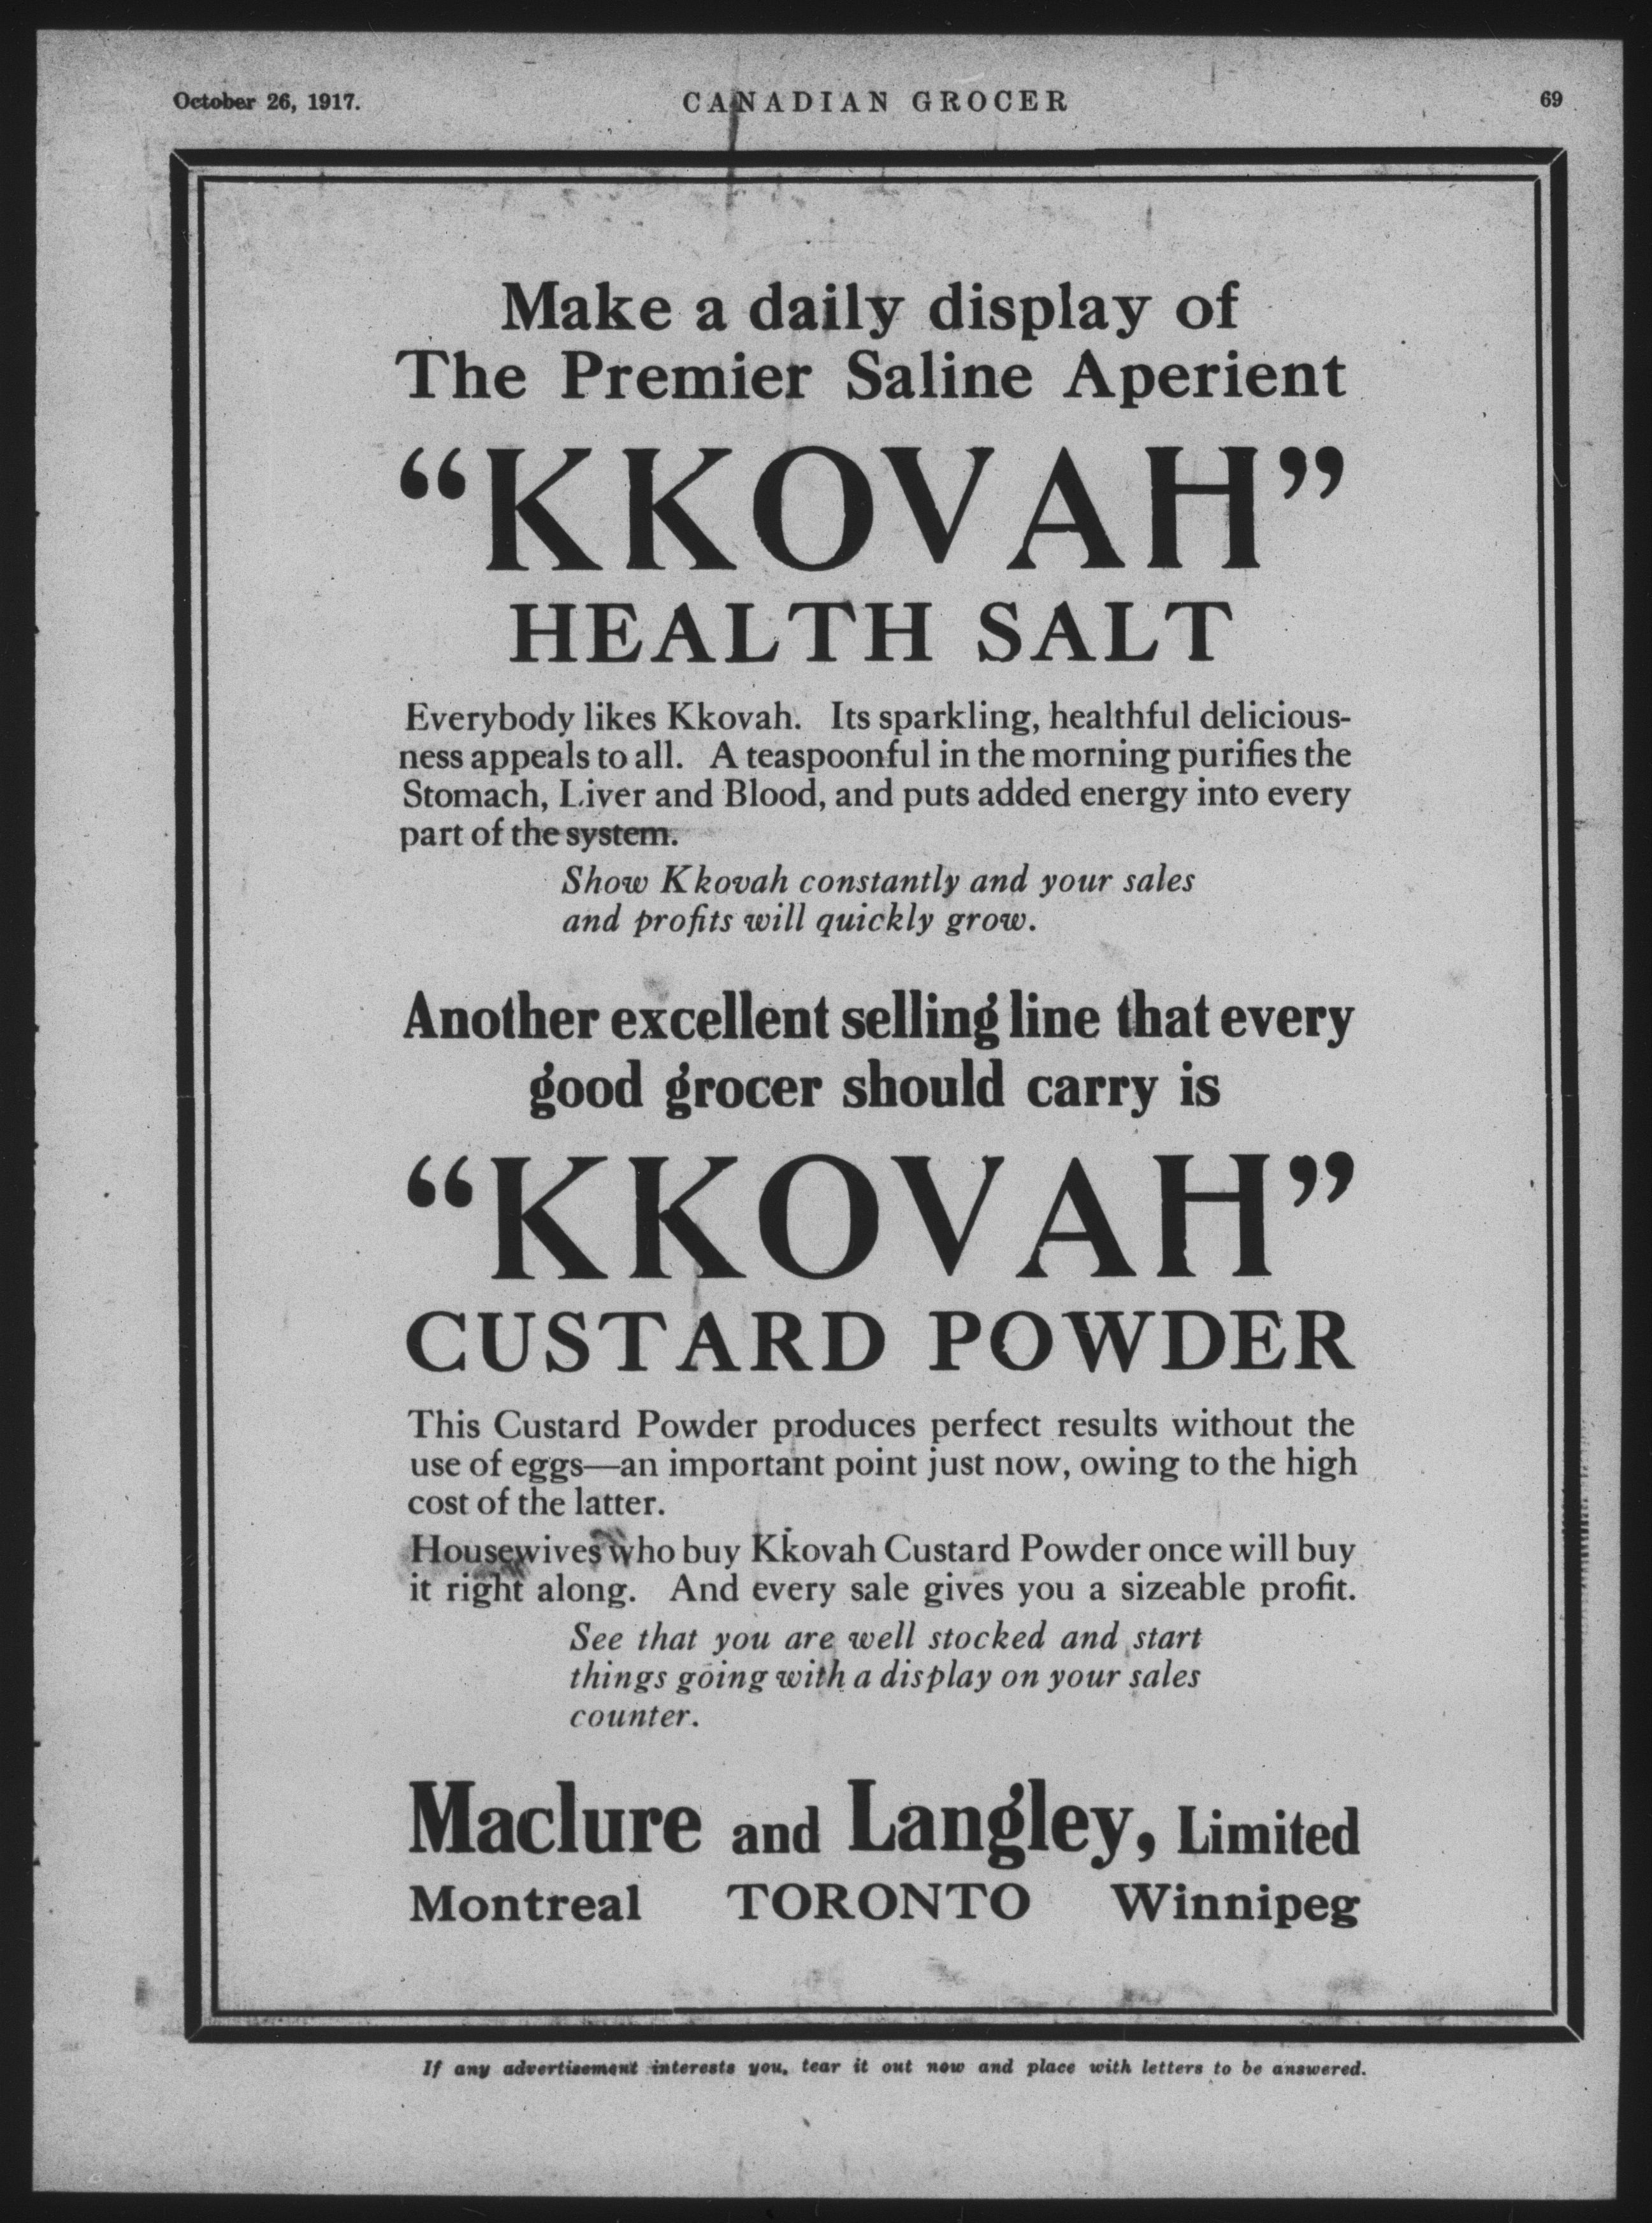 October 26, 1917.
CANADIAN GROCER
69
Make a daily display of
The Premier Saline Aperient
“KKOVAH”
HEALTH SALT
Everybody likes Kkovah. Its sparkling, healthful delicious-
ness appeals to all. A teaspoonful in the morning purifies the
Stomach, Liver and Blood, and puts added energy into every
part of the system.
Show Kkovah constantly and your sales
and profits will quickly grow.
Another excellent selling line that every
good grocer should carry is
“KKOVAH”
CUSTARD POWDER
This Custard Powder produces perfect results without the
use of eggs—an important point just now, owing to the high
cost of the latter.
Housewives who buy Kkovah Custard Powder once will buy
it right along. And every sale gives you a sizeable profit.
See that you are well stocked and start
things going with a display on your sales
counter.
Maclure and Langley, Limited
Montreal TORONTO Winnipeg
If any advertisement interests you, tear it out now and place with letters to be answered.